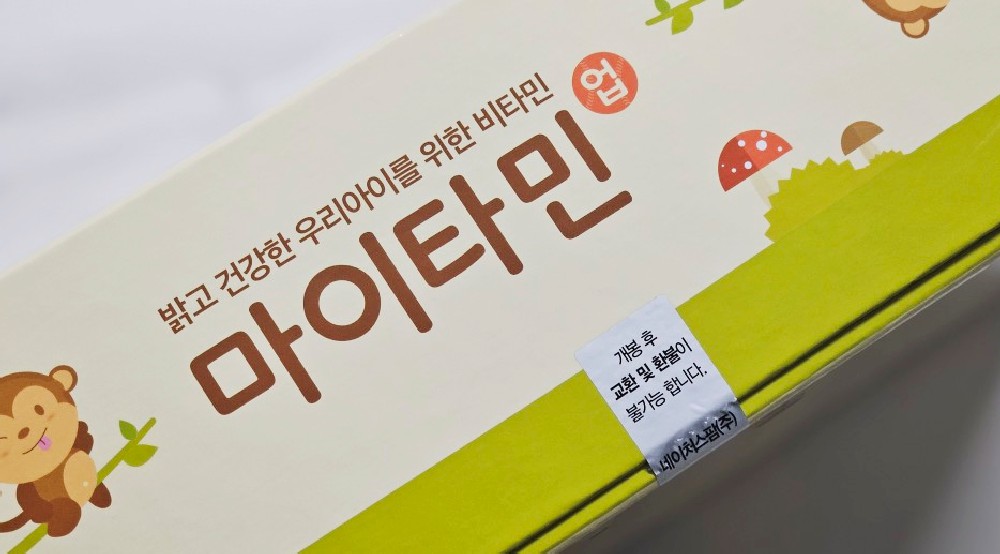 밝고 건강한 우리아이를 위한 비타민
마이타민
업
개봉 후
교환 및 환불이
불가능 합니다.
네이처스팜(주)